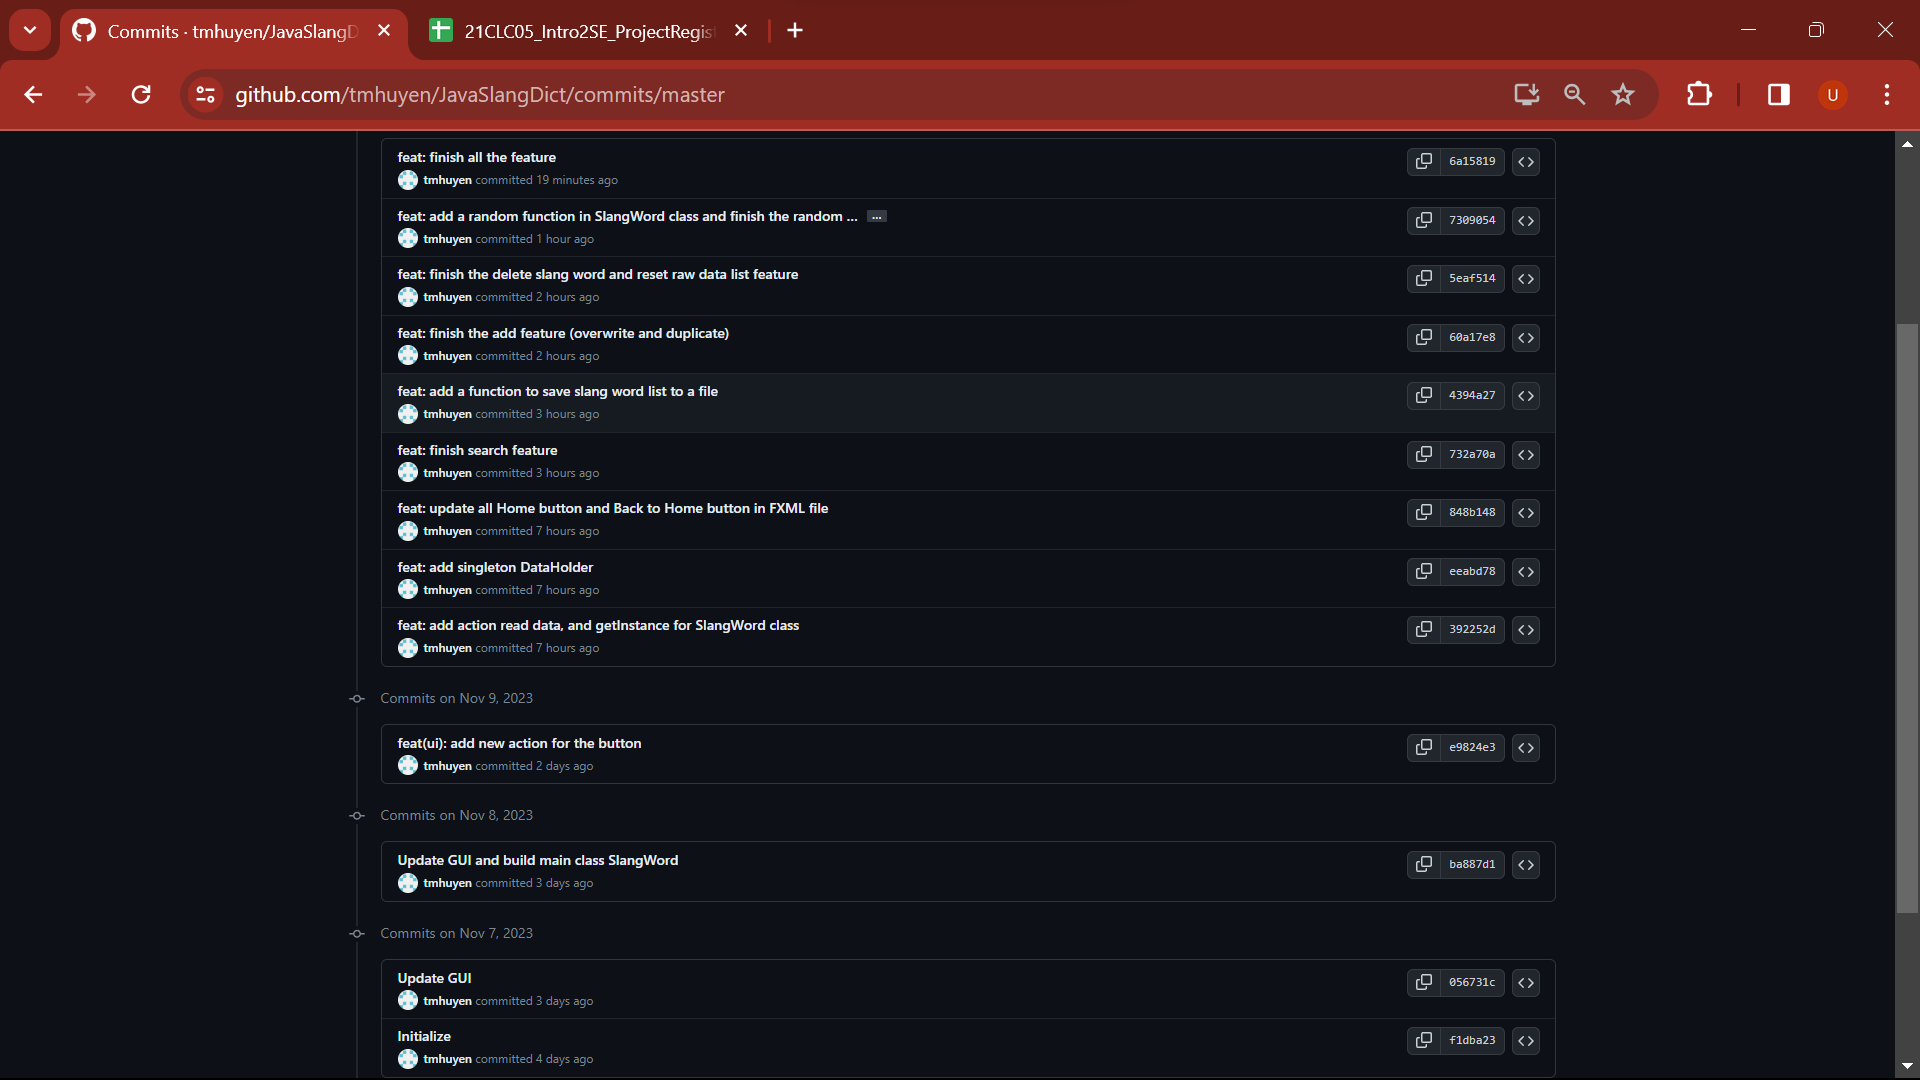 Commits · tmhuyen/JavaSlangD
21CLC05_Intro2SE_ProjectRegis
github.com/tmhuyen/JavaSlangDict/commits/master
U
feat: finish all the feature
6a15819
tmhuyen committed 19 minutes ago
feat: add a random function in SlangWord class and finish the random ... …
7309054
tmhuyen committed 1 hour ago
feat: finish the delete slang word and reset raw data list feature
5eaf514
tmhuyen committed 2 hours ago
feat: finish the add feature (overwrite and duplicate)
60a17e8
tmhuyen committed 2 hours ago
feat: add a function to save slang word list to a file
4394a27
tmhuyen committed 3 hours ago
feat: finish search feature
732a70a
tmhuyen committed 3 hours ago
feat: update all Home button and Back to Home button in FXML file
848b148
tmhuyen committed 7 hours ago
feat: add singleton DataHolder
eeabd78
tmhuyen committed 7 hours ago
feat: add action read data, and getInstance for SlangWord class
392252d
tmhuyen committed 7 hours ago
Commits on Nov 9, 2023
feat(ui): add new action for the button
e9824e3
tmhuyen committed 2 days ago
Commits on Nov 8, 2023
Update GUI and build main class SlangWord
ba887d1
tmhuyen committed 3 days ago
Commits on Nov 7, 2023
Update GUI
056731c
tmhuyen committed 3 days ago
Initialize
f1dba23
tmhuyen committed 4 days ago